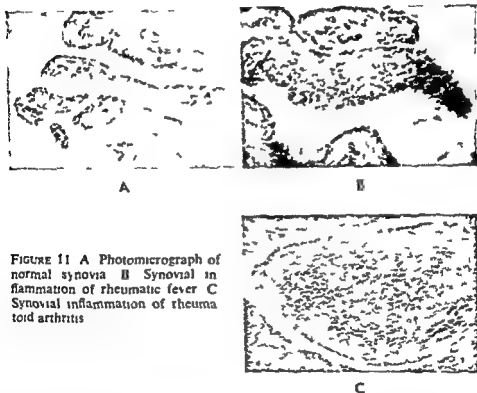 A
B
FIGURE 11 A Photomicrograph of
normal synovia B Synovial in
flammation of rheumatic fever C
Synovial inflammation of rheuma
toid arthritis
C